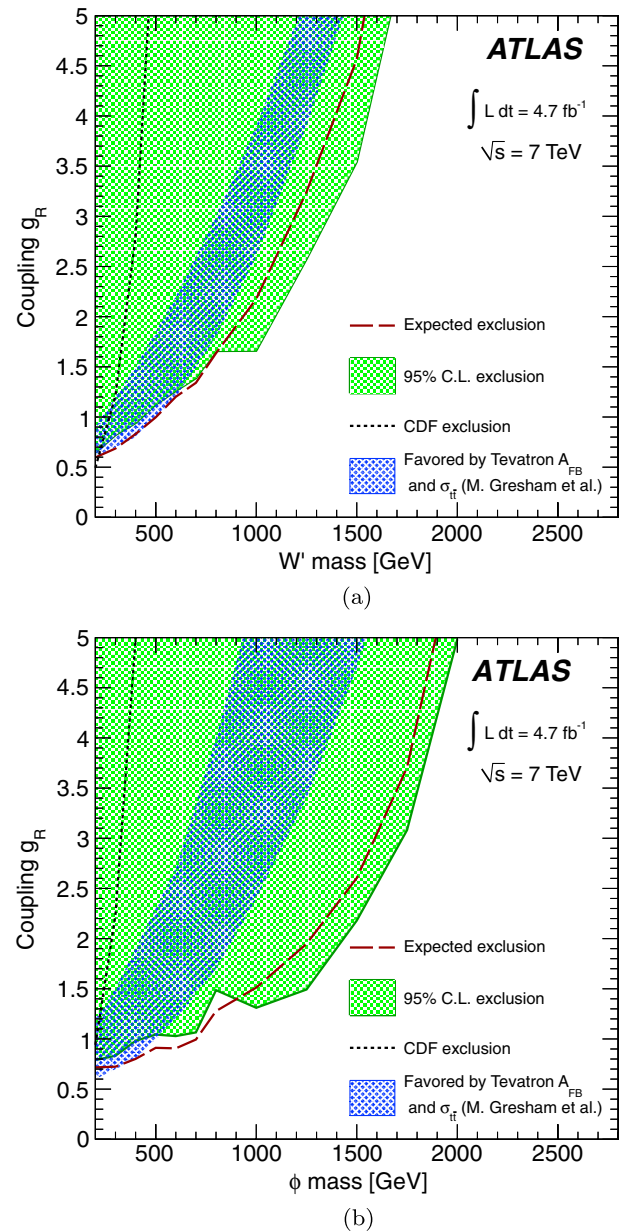 5
4.5
4
3.5
3
2.5
2
1.5
1
0.5
0
Coupling g_R
ATLAS
∫ L dt = 4.7 fb⁻¹
√s = 7 TeV
Expected exclusion
95% C.L. exclusion
CDF exclusion
Favored by Tevatron A_FB
and σ_tt̄ (M. Gresham et al.)
500 1000 1500 2000 2500
W' mass [GeV]
(a)
5
4.5
4
3.5
3
2.5
2
1.5
1
0.5
0
Coupling g_R
ATLAS
∫ L dt = 4.7 fb⁻¹
√s = 7 TeV
Expected exclusion
95% C.L. exclusion
CDF exclusion
Favored by Tevatron A_FB
and σ_tt̄ (M. Gresham et al.)
500 1000 1500 2000 2500
ϕ mass [GeV]
(b)